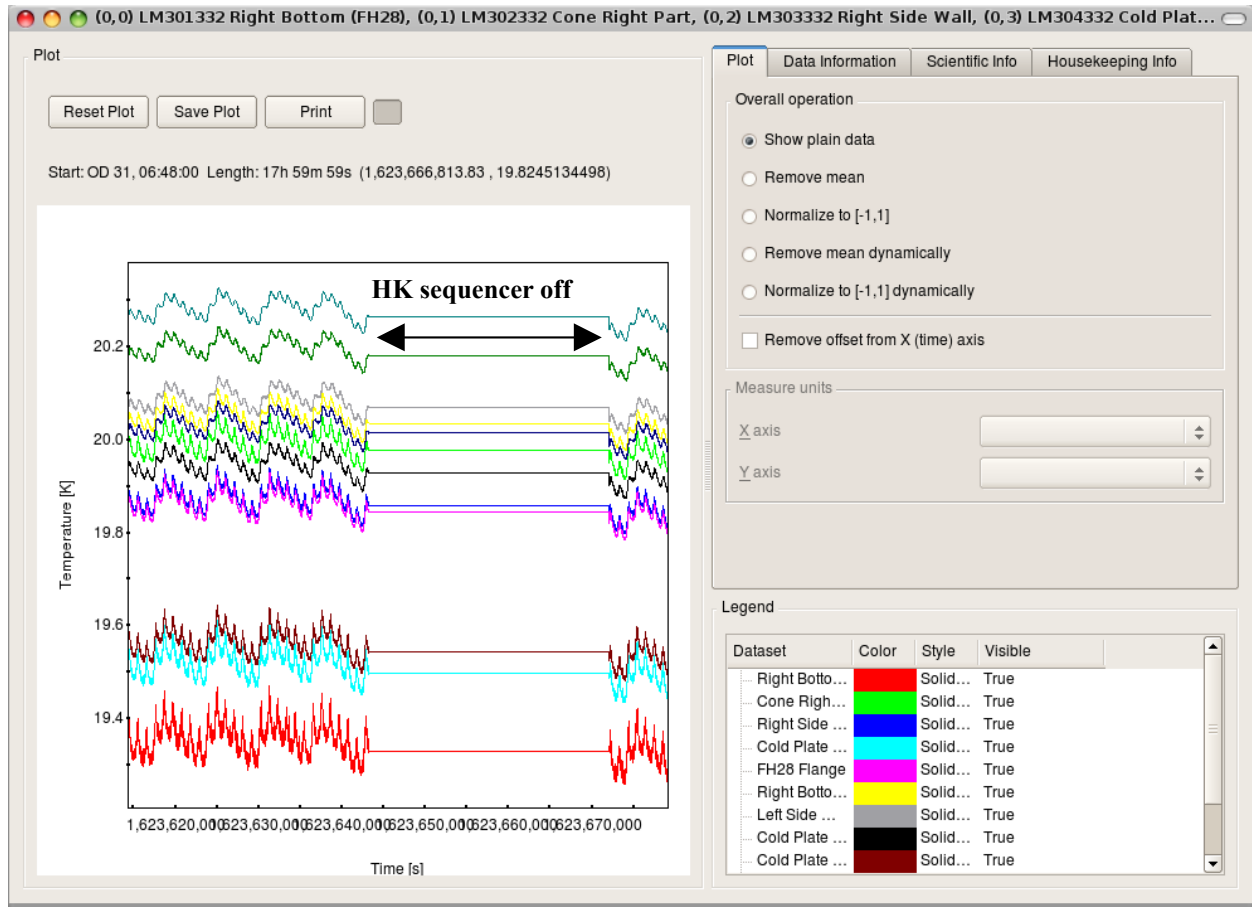 (0,0) LM301332 Right Bottom (FH28), (0,1) LM302332 Cone Right Part, (0,2) LM303332 Right Side Wall, (0,3) LM304332 Cold Plat...
Plot
Reset Plot Save Plot Print
Start: OD 31, 06:48:00 Length: 17h 59m 59s (1,623,666,813.83 , 19.8245134498)
HK sequencer off
20.2
20.0
19.8
19.6
19.4
Temperature [K]
1,623,620,000 1,623,630,000 1,623,640,000 1,623,650,000 1,623,660,000 1,623,670,000
Time [s]
Plot Data Information Scientific Info Housekeeping Info
Overall operation
Show plain data
Remove mean
Normalize to [-1,1]
Remove mean dynamically
Normalize to [-1,1] dynamically
Remove offset from X (time) axis
Measure units
X axis
Y axis
Legend
Dataset Color Style Visible
Right Botto... Solid... True
Cone Righ... Solid... True
Right Side ... Solid... True
Cold Plate ... Solid... True
FH28 Flange Solid... True
Right Botto... Solid... True
Left Side ... Solid... True
Cold Plate ... Solid... True
Cold Plate ... Solid... True